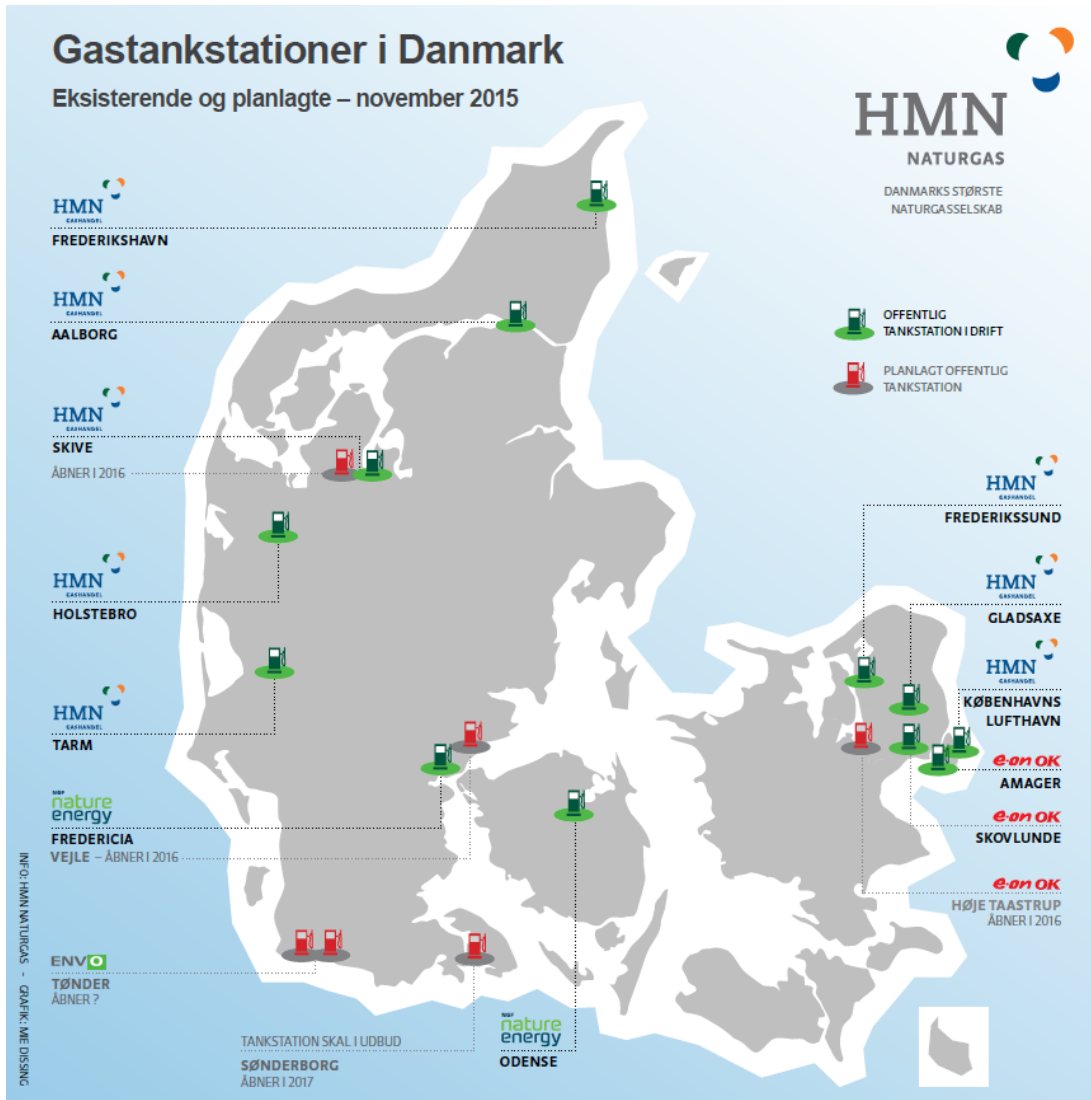 Gastankstationer i Danmark
Eksisterende og planlagte – november 2015
HMN
NATURGAS
DANMARKS STØRSTE
NATURGASSELSKAB
OFFENTLIG
TANKSTATION I DRIFT
PLANLAGT OFFENTLIG
TANKSTATION
HMN
GASHANDEL
FREDERIKSHAVN
HMN
GASHANDEL
AALBORG
HMN
GASHANDEL
SKIVE
ÅBNER I 2016
HMN
GASHANDEL
HOLSTEBRO
HMN
GASHANDEL
TARM
NGF
nature
energy
FREDERICIA
VEJLE – ÅBNER I 2016
ENVO
TØNDER
ÅBNER ?
TANKSTATION SKAL I UDBUD
SØNDERBORG
ÅBNER I 2017
NGF
nature
energy
ODENSE
HMN
GASHANDEL
FREDERIKSSUND
HMN
GASHANDEL
GLADSAXE
HMN
GASHANDEL
KØBENHAVNS
LUFTHAVN
e·on OK
AMAGER
e·on OK
SKOVLUNDE
e·on OK
HØJE TAASTRUP
ÅBNER I 2016
INFO: HMN NATURGAS - GRAFIK: MIE DISSING